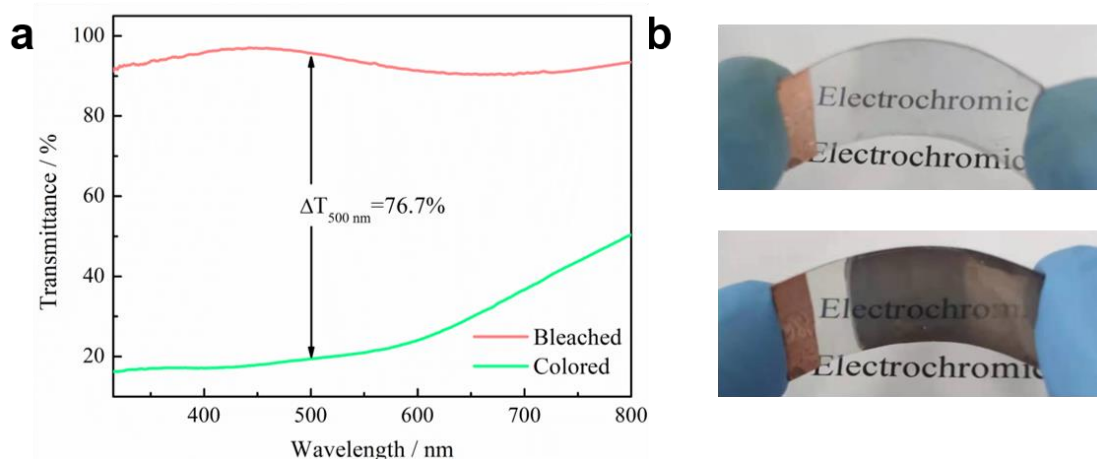 a
b
100
80
60
40
20
Transmittance / %
ΔT500 nm=76.7%
Bleached
Colored
400
500
600
700
800
Wavelength / nm
Electrochromic
Electrochromic
Electrochromic
Electrochromic